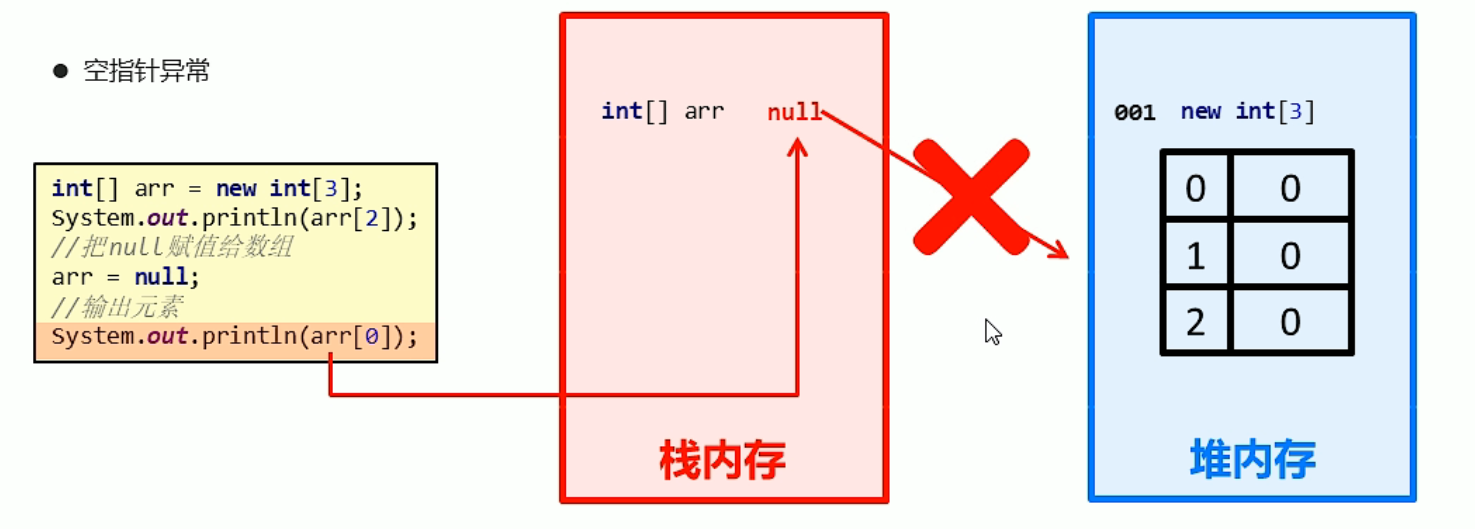 ● 空指针异常
int[] arr = new int[3];
System.out.println(arr[2]);
//把null赋值给数组
arr = null;
//输出元素
System.out.println(arr[0]);
int[] arr null
栈内存
001 new int[3]
0 0
1 0
2 0
堆内存